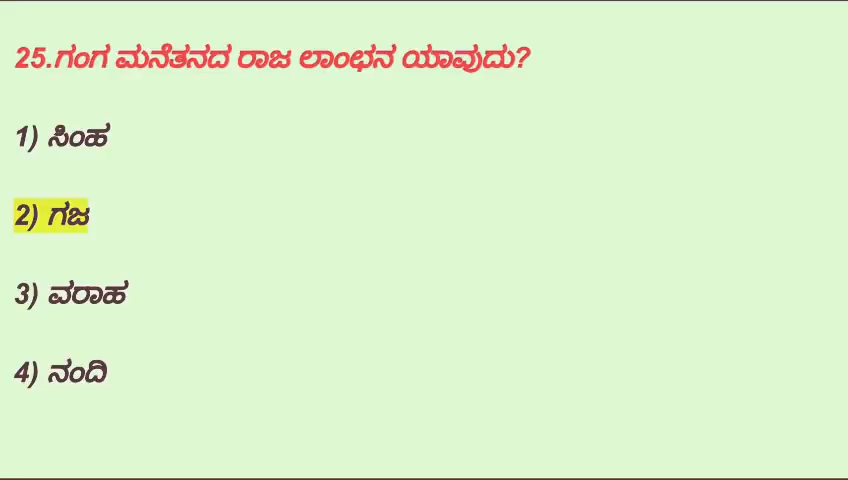 25.ಗಂಗ ಮನೆತನದ ರಾಜ ಲಾಂಛನ ಯಾವುದು?
1) ಸಿಂಹ
2) ಗಜ
3) ವರಾಹ
4) ನಂದಿ